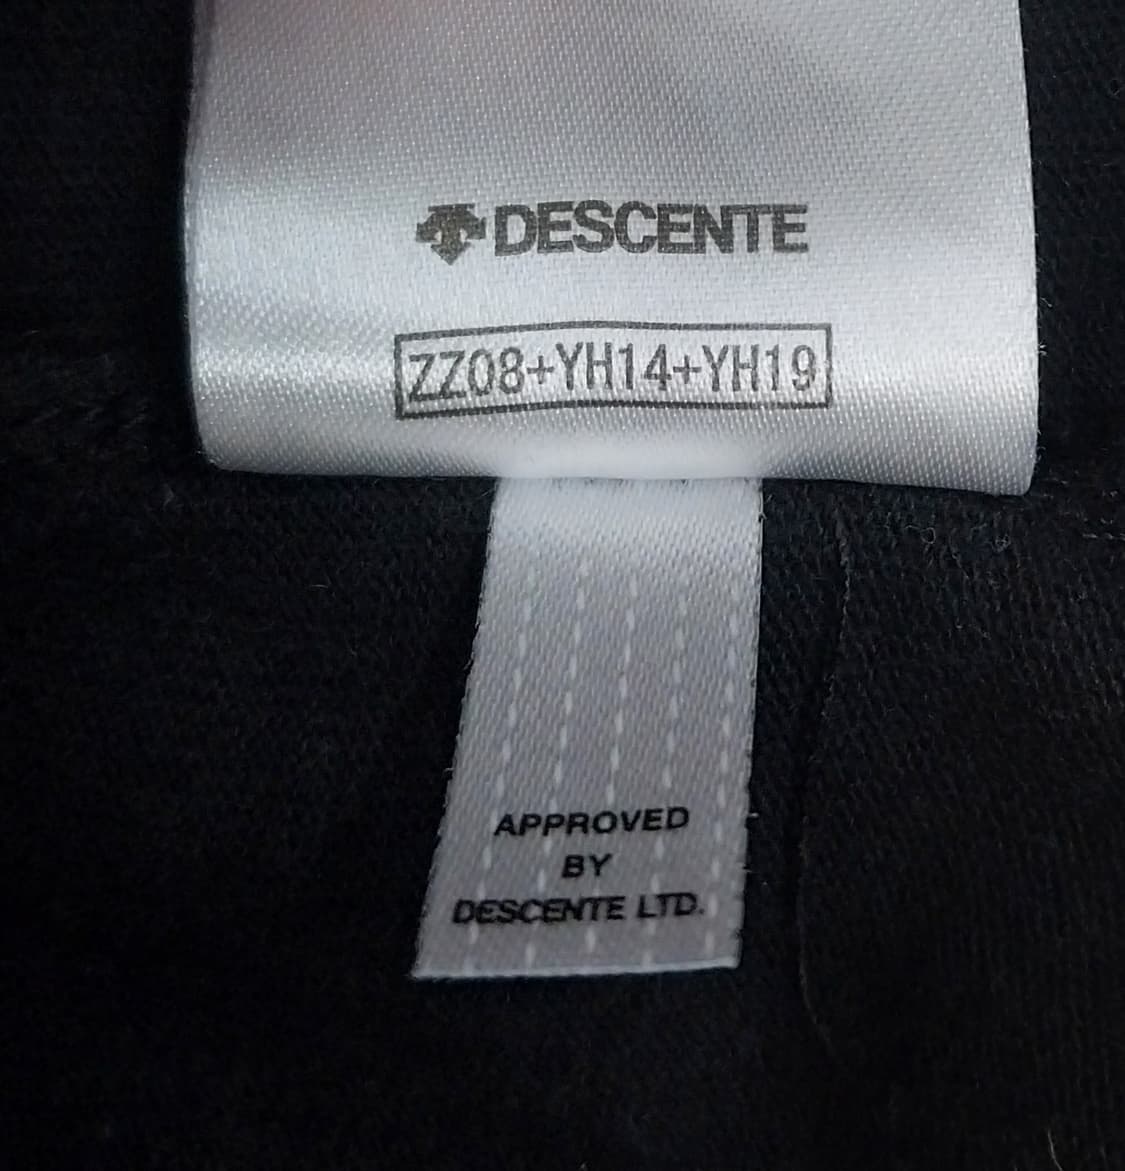 DESCENTE
ZZ08+YH14+YH19
APPROVED
BY
DESCENTE LTD.